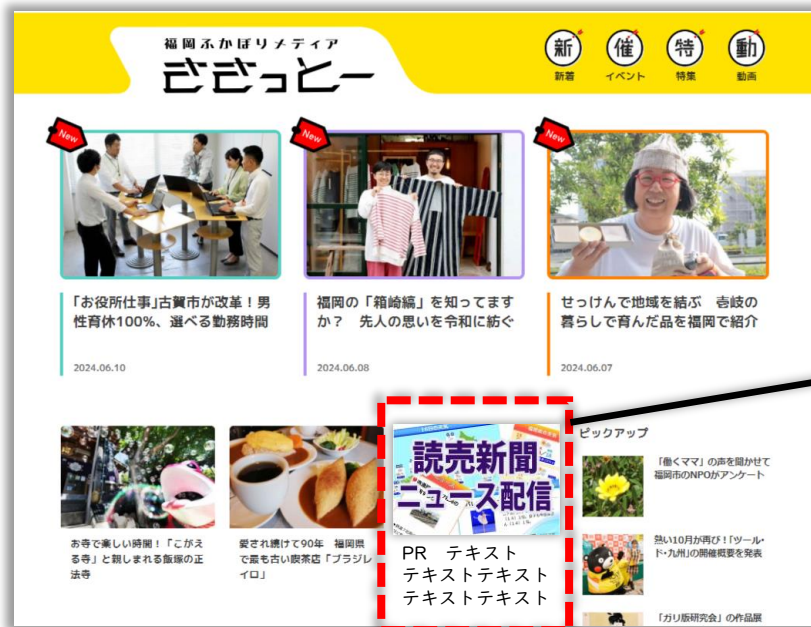 福岡ふかぼりメディア
ささっとー
新
催
特
動
新着
イベント
特集
動画
New
New
New
「お役所仕事」古賀市が改革！男
性育休100%、選べる勤務時間
2024.06.10
福岡の「箱崎縞」を知ってます
か？　先人の思いを令和に紡ぐ
2024.06.08
せっけんで地域を結ぶ　壱岐の
暮らしで育んだ品を福岡で紹介
2024.06.07
お寺で楽しい時間！「こがえ
る寺」と親しまれる飯塚の正
法寺
愛され続けて90年　福岡県
で最も古い喫茶店「ブラジレ
イロ」
読売新聞
ニュース配信
PR　テキスト
テキストテキスト
テキストテキスト
ピックアップ
「働くママ」の声を聞かせて
福岡市のNPOがアンケート
熱い10月が再び！「ツール・
ド・九州」の開催概要を発表
「ガリ版研究会」の作品展